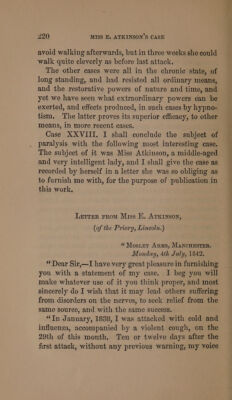 220 MISS E. ATKINSON'S CASE
avoid walking afterwards, but in three weeks she could
walk quite cleverly as before last attack.
The other cases were all in the chronic state, of
long standing, and had resisted all ordinary means,
and the restorative powers of nature and time, and
yet we have seen what extraordinary powers can be
exerted, and effects produced, in such cases by hypno-
tism. The latter proves its superior efficacy, to other
means, in more recent cases.
Case XXVIII. I shall conclude the subject of
paralysis with the following most interesting case.
The subject of it was Miss Atkinson, a middle-aged
and very intelligent lady, and I shall give the case as
recorded by herself in a letter she was so obliging as
to furnish me with, for the purpose of publication in
this work.
LETTER FROM MISS E. ATKINSON,
(of the Priory, Lincoln.)
"MOSLEY ARMS, MANCHESTER.
Monday, 4th July, 1842.
"Dear Sir,—I have very great pleasure in furnishing
you with a statement of my case. I beg you will
make whatever use of it you think proper, and most
sincerely do I wish that it may lead others suffering
from disorders on the nerves, to seek relief from the
same source, and with the same success.
"In January, 1838, I was attacked with cold and
influenza, accompanied by a violent cough, on the
29th of this month. Ten or twelve days after the
first attack, without any previous warning, my voice